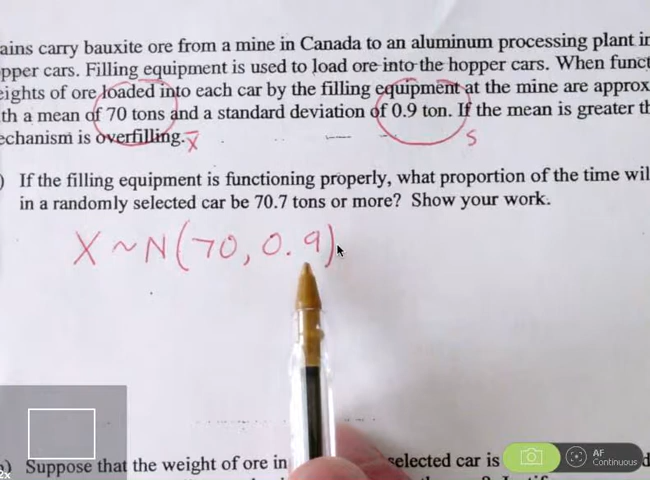 ains carry bauxite ore from a mine in Canada to an aluminum processing plant in
pper cars. Filling equipment is used to load ore into the hopper cars. When funct
eights of ore loaded into each car by the filling equipment at the mine are approx
th a mean of 70 tons and a standard deviation of 0.9 ton. If the mean is greater th
echanism is overfilling. x̄
S
) If the filling equipment is functioning properly, what proportion of the time wil
in a randomly selected car be 70.7 tons or more? Show your work.
X ~ N(70, 0.9)
) Suppose that the weight of ore in selected car is
AF
Continuous
2x